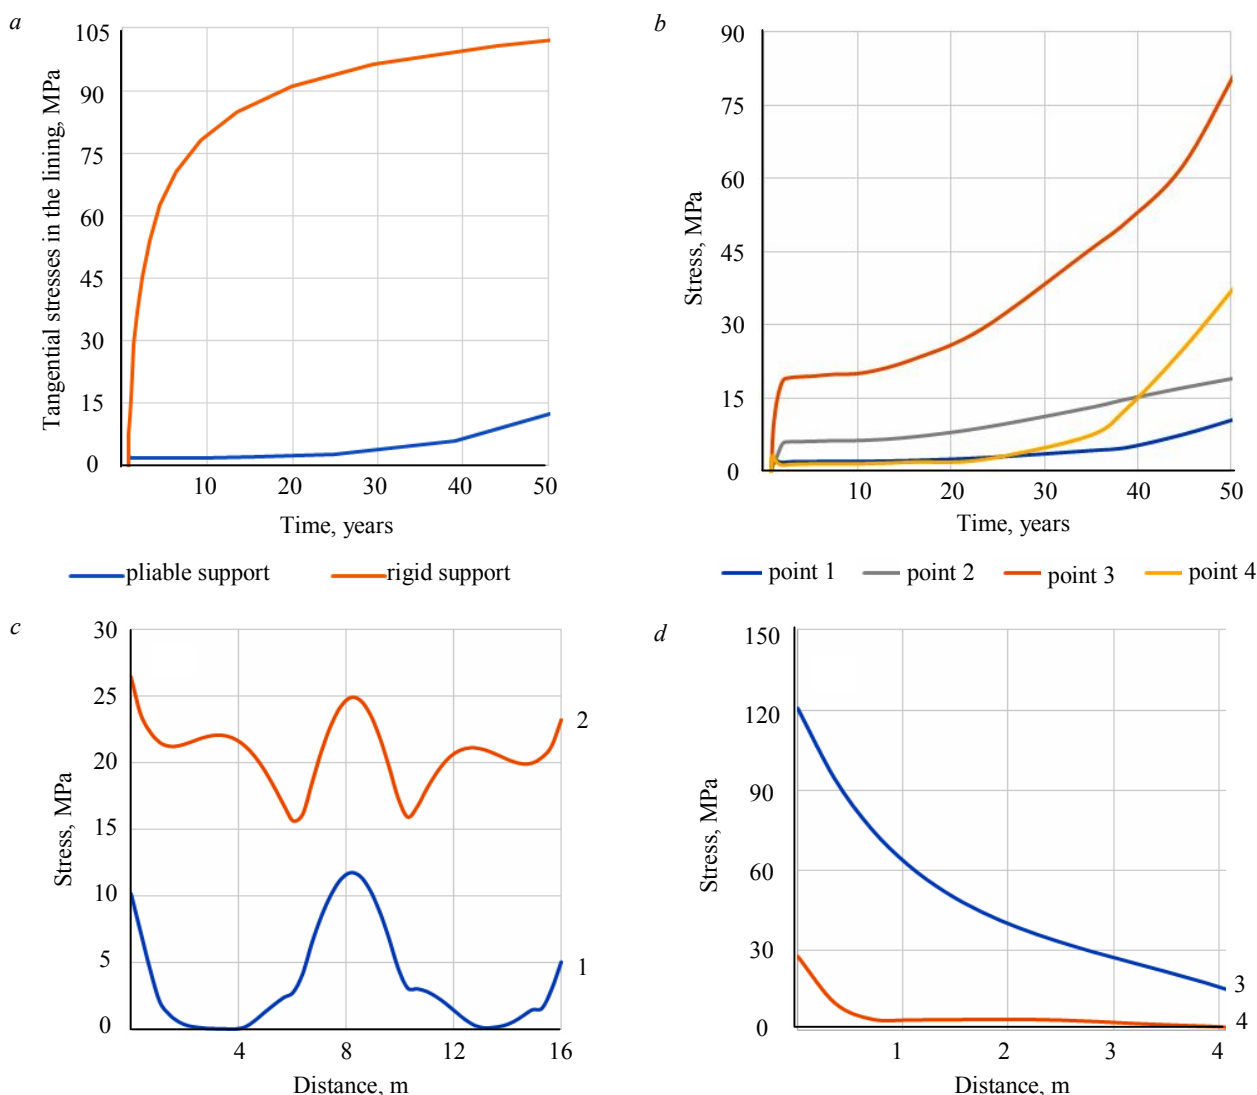 a
105
90
75
60
45
30
15
0
Tangential stresses in the lining, MPa
10 20 30 40 50
Time, years
pliable support rigid support
b
90
75
60
45
30
15
0
Stress, MPa
10 20 30 40 50
Time, years
point 1 point 2 point 3 point 4
c
30
25
20
15
10
5
0
Stress, MPa
2
1
4 8 12 16
Distance, m
d
150
120
90
60
30
0
Stress, MPa
3
4
1 2 3 4
Distance, m